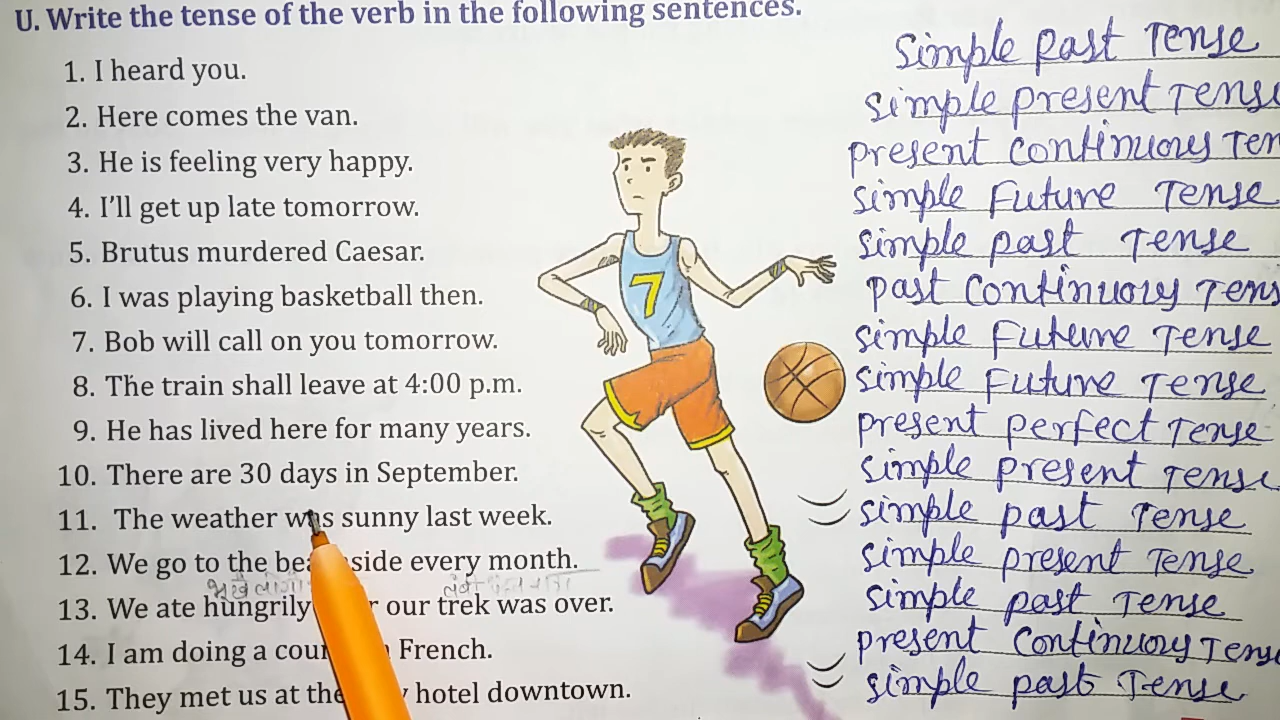 U. Write the tense of the verb in the following sentences.
1. I heard you. Simple Past Tense
2. Here comes the van. simple present Tense
3. He is feeling very happy. present continuous Ten
4. I'll get up late tomorrow. simple Future Tense
5. Brutus murdered Caesar. simple past Tense
6. I was playing basketball then. past continuous Tens
7. Bob will call on you tomorrow. simple Future Tense
8. The train shall leave at 4:00 p.m. simple Future Tense
9. He has lived here for many years. present perfect Tense
10. There are 30 days in September. simple present Tense
11. The weather was sunny last week. simple past Tense
12. We go to the bea side every month. simple present Tense
13. We ate hungrily r our trek was over. simple past Tense
14. I am doing a cour French. present Continuous Tense
15. They met us at the y hotel downtown. simple past Tense
7